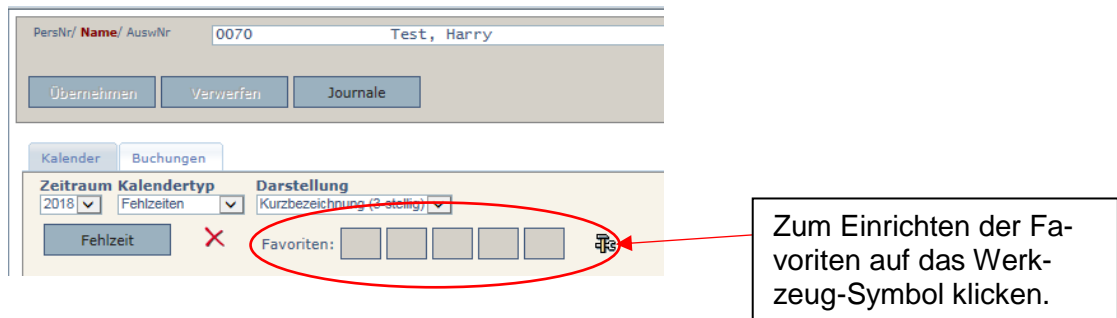 PersNr/ Name/ AuswNr 0070 Test, Harry
Übernehmen Verwerfen Journale
Kalender Buchungen
Zeitraum Kalendertyp Darstellung
2018 Fehlzeiten Kurzbezeichnung (3-stellig)
Fehlzeit Favoriten:
Zum Einrichten der Fa-
voriten auf das Werk-
zeug-Symbol klicken.